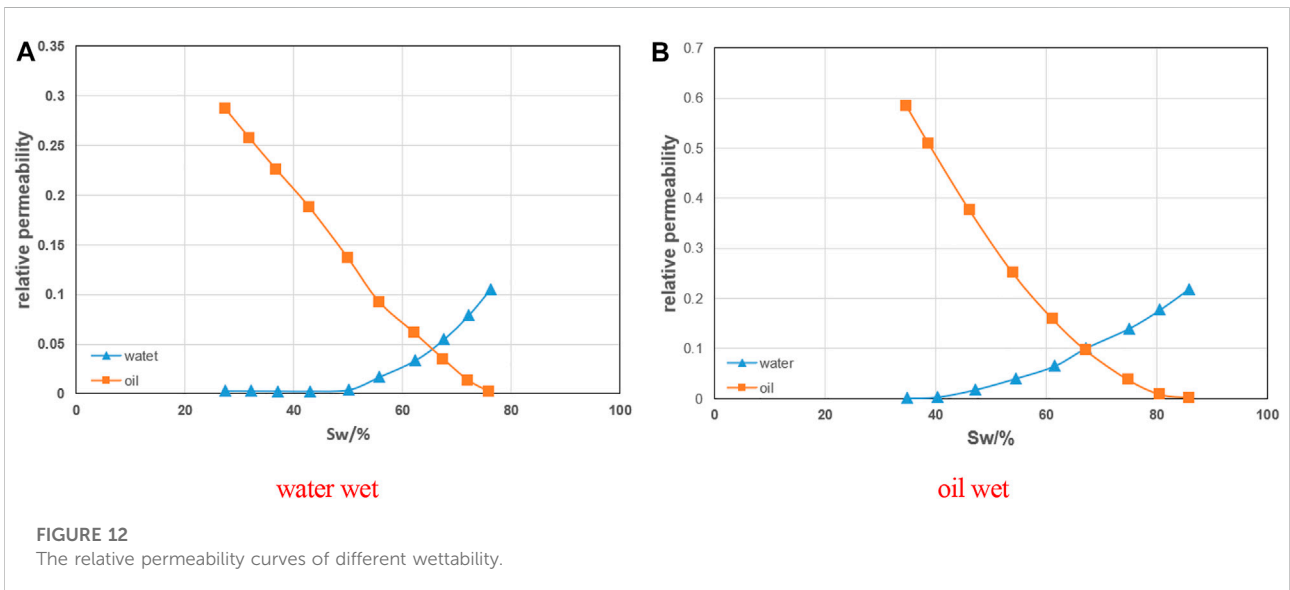 A
0.35
0.3
0.25
0.2
0.15
0.1
0.05
0
relative permeability
watet
oil
0 20 40 60 80 100
Sw/%
water wet
B
0.7
0.6
0.5
0.4
0.3
0.2
0.1
0
relative permeability
water
oil
0 20 40 60 80 100
Sw/%
oil wet
FIGURE 12
The relative permeability curves of different wettability.